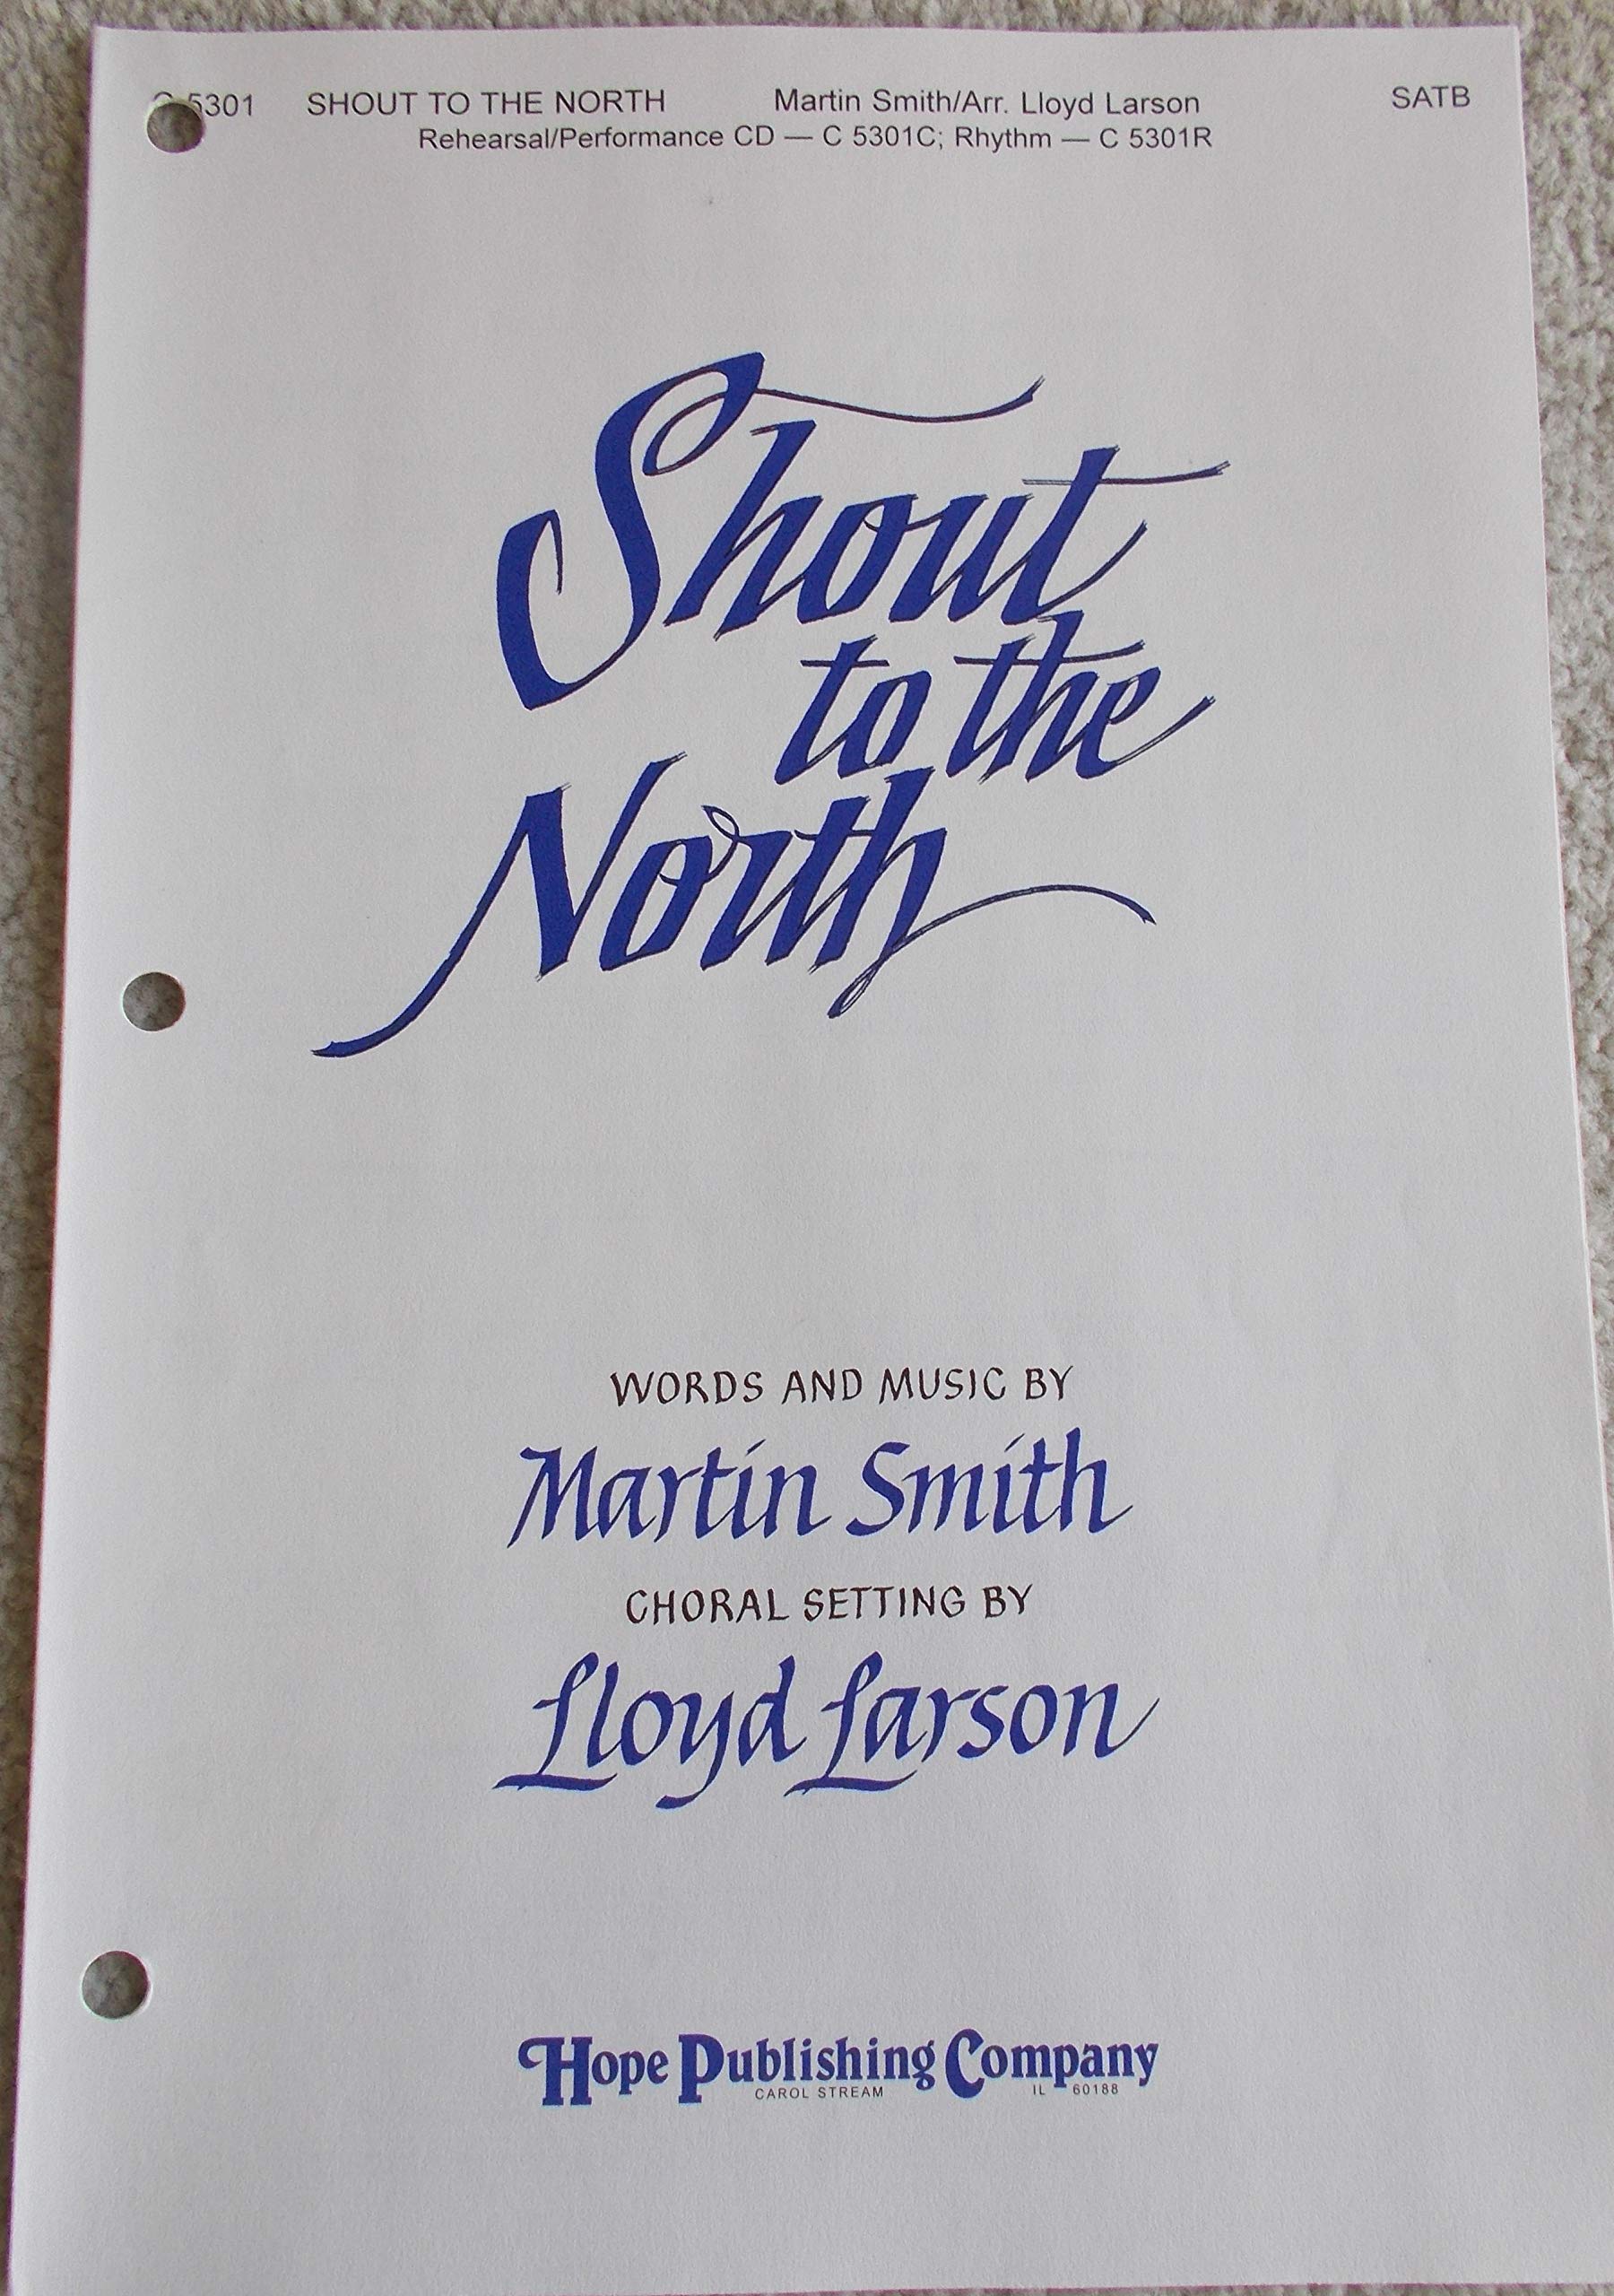 C 5301 SHOUT TO THE NORTH Martin Smith/Arr. Lloyd Larson SATB
Rehearsal/Performance CD — C 5301C; Rhythm — C 5301R
Shout
to the
North
WORDS AND MUSIC BY
Martin Smith
CHORAL SETTING BY
Lloyd Larson
Hope Publishing Company
CAROL STREAM IL 60188